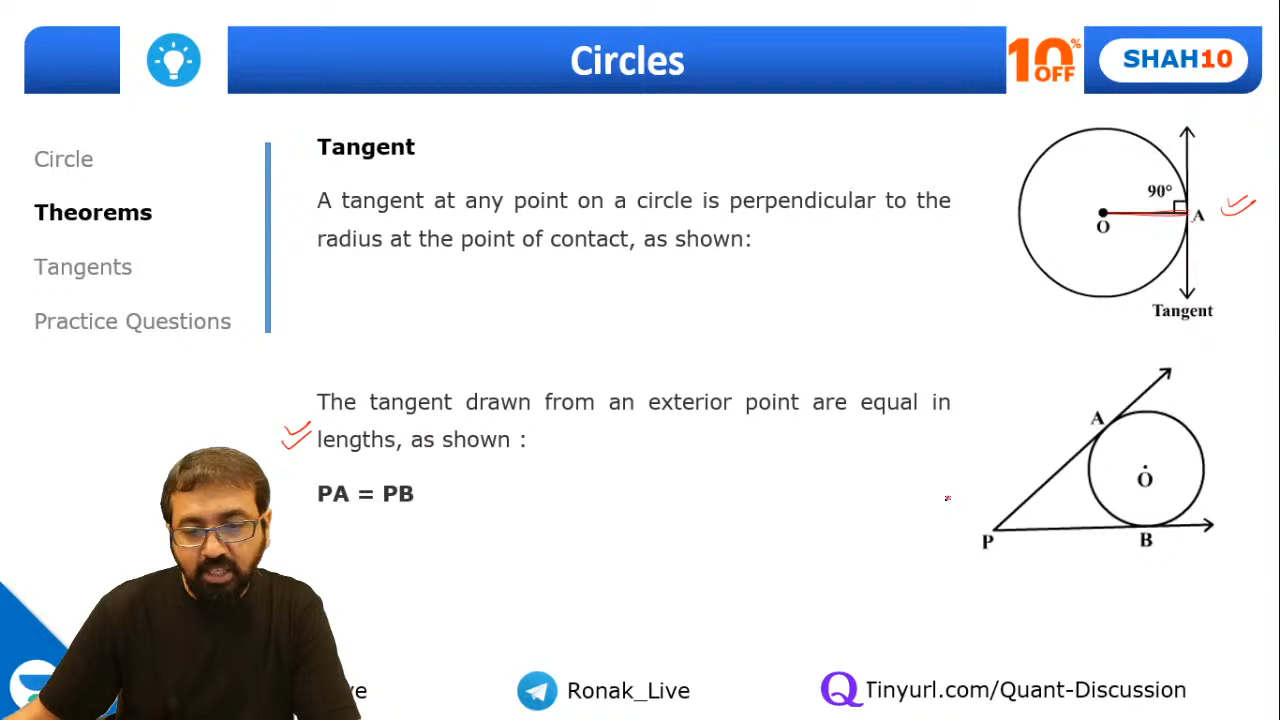 Circles
10% OFF
SHAH10
Circle
Theorems
Tangents
Practice Questions
Tangent
A tangent at any point on a circle is perpendicular to the
radius at the point of contact, as shown:
90°
O
A
Tangent
The tangent drawn from an exterior point are equal in
lengths, as shown :
PA = PB
A
O
P
B
Ronak_Live
Tinyurl.com/Quant-Discussion